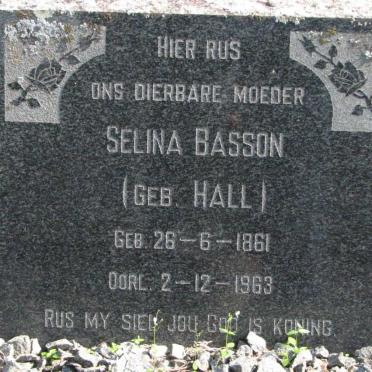 HIER RUS
ONS DIERBARE MOEDER
SELINA BASSON
(GEB. HALL)
GEB. 26-6-1861
OORL. 2-12-1963
RUS MY SIEL JOU GOD IS KONING.